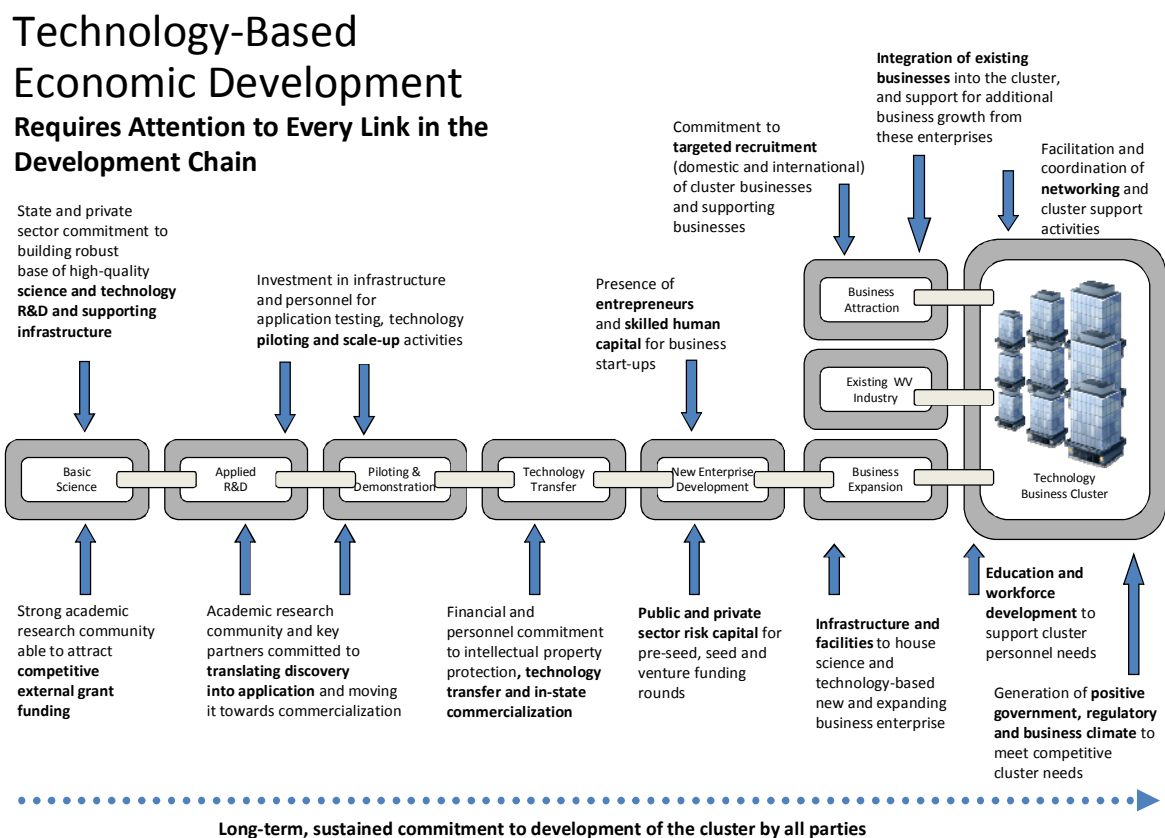 Technology-Based
Economic Development
Requires Attention to Every Link in the
Development Chain
State and private
sector commitment to
building robust
base of high-quality
science and technology
R&D and supporting
infrastructure
Investment in infrastructure
and personnel for
application testing, technology
piloting and scale-up activities
Presence of
entrepreneurs
and skilled human
capital for business
start-ups
Commitment to
targeted recruitment
(domestic and international)
of cluster businesses
and supporting
businesses
Integration of existing
businesses into the cluster,
and support for additional
business growth from
these enterprises
Facilitation and
coordination of
networking and
cluster support
activities
Business
Attraction
Existing WV
Industry
Basic
Science
Applied
R&D
Piloting &
Demonstration
Technology
Transfer
New Enterprise
Development
Business
Expansion
Technology
Business Cluster
Strong academic
research community
able to attract
competitive
external grant
funding
Academic research
community and key
partners committed to
translating discovery
into application and moving
it towards commercialization
Financial and
personnel commitment
to intellectual property
protection, technology
transfer and in-state
commercialization
Public and private
sector risk capital for
pre-seed, seed and
venture funding
rounds
Infrastructure and
facilities to house
science and
technology-based
new and expanding
business enterprise
Education and
workforce
development to
support cluster
personnel needs
Generation of positive
government, regulatory
and business climate to
meet competitive
cluster needs
Long-term, sustained commitment to development of the cluster by all parties